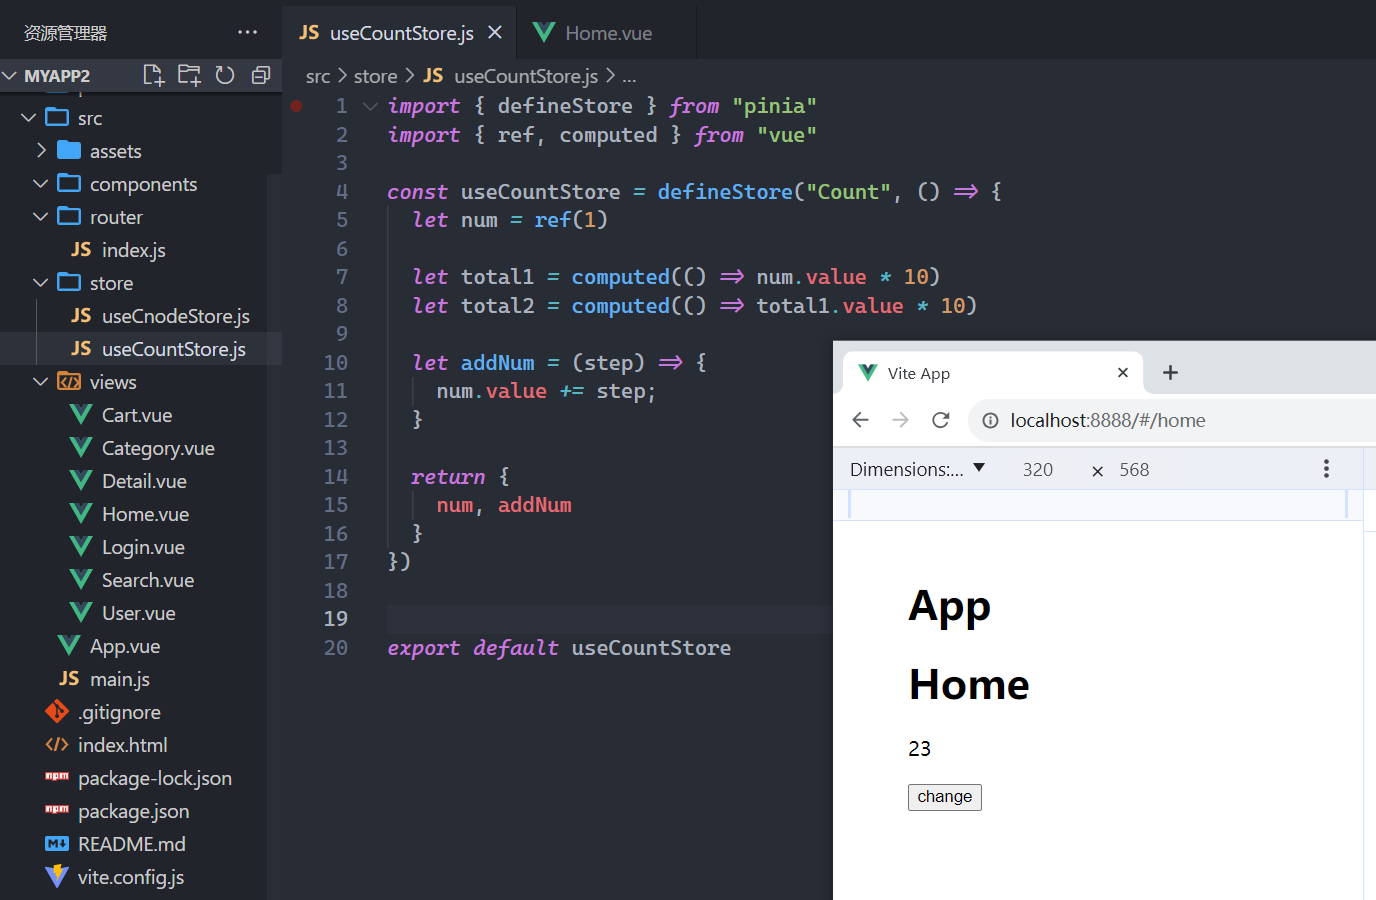 资源管理器
···
MYAPP2
src
assets
components
router
JS index.js
store
JS useCnodeStore.js
JS useCountStore.js
views
Cart.vue
Category.vue
Detail.vue
Home.vue
Login.vue
Search.vue
User.vue
App.vue
JS main.js
.gitignore
index.html
npm package-lock.json
npm package.json
M↓ README.md
vite.config.js
JS useCountStore.js
Home.vue
src > store > JS useCountStore.js > ...
1 import { defineStore } from "pinia"
2 import { ref, computed } from "vue"
3
4 const useCountStore = defineStore("Count", () => {
5 let num = ref(1)
6
7 let total1 = computed(() => num.value * 10)
8 let total2 = computed(() => total1.value * 10)
9
10 let addNum = (step) => {
11 num.value += step;
12 }
13
14 return {
15 num, addNum
16 }
17 })
18
19
20 export default useCountStore
Vite App
localhost:8888/#/home
Dimensions:... 320 × 568
App
Home
23
change